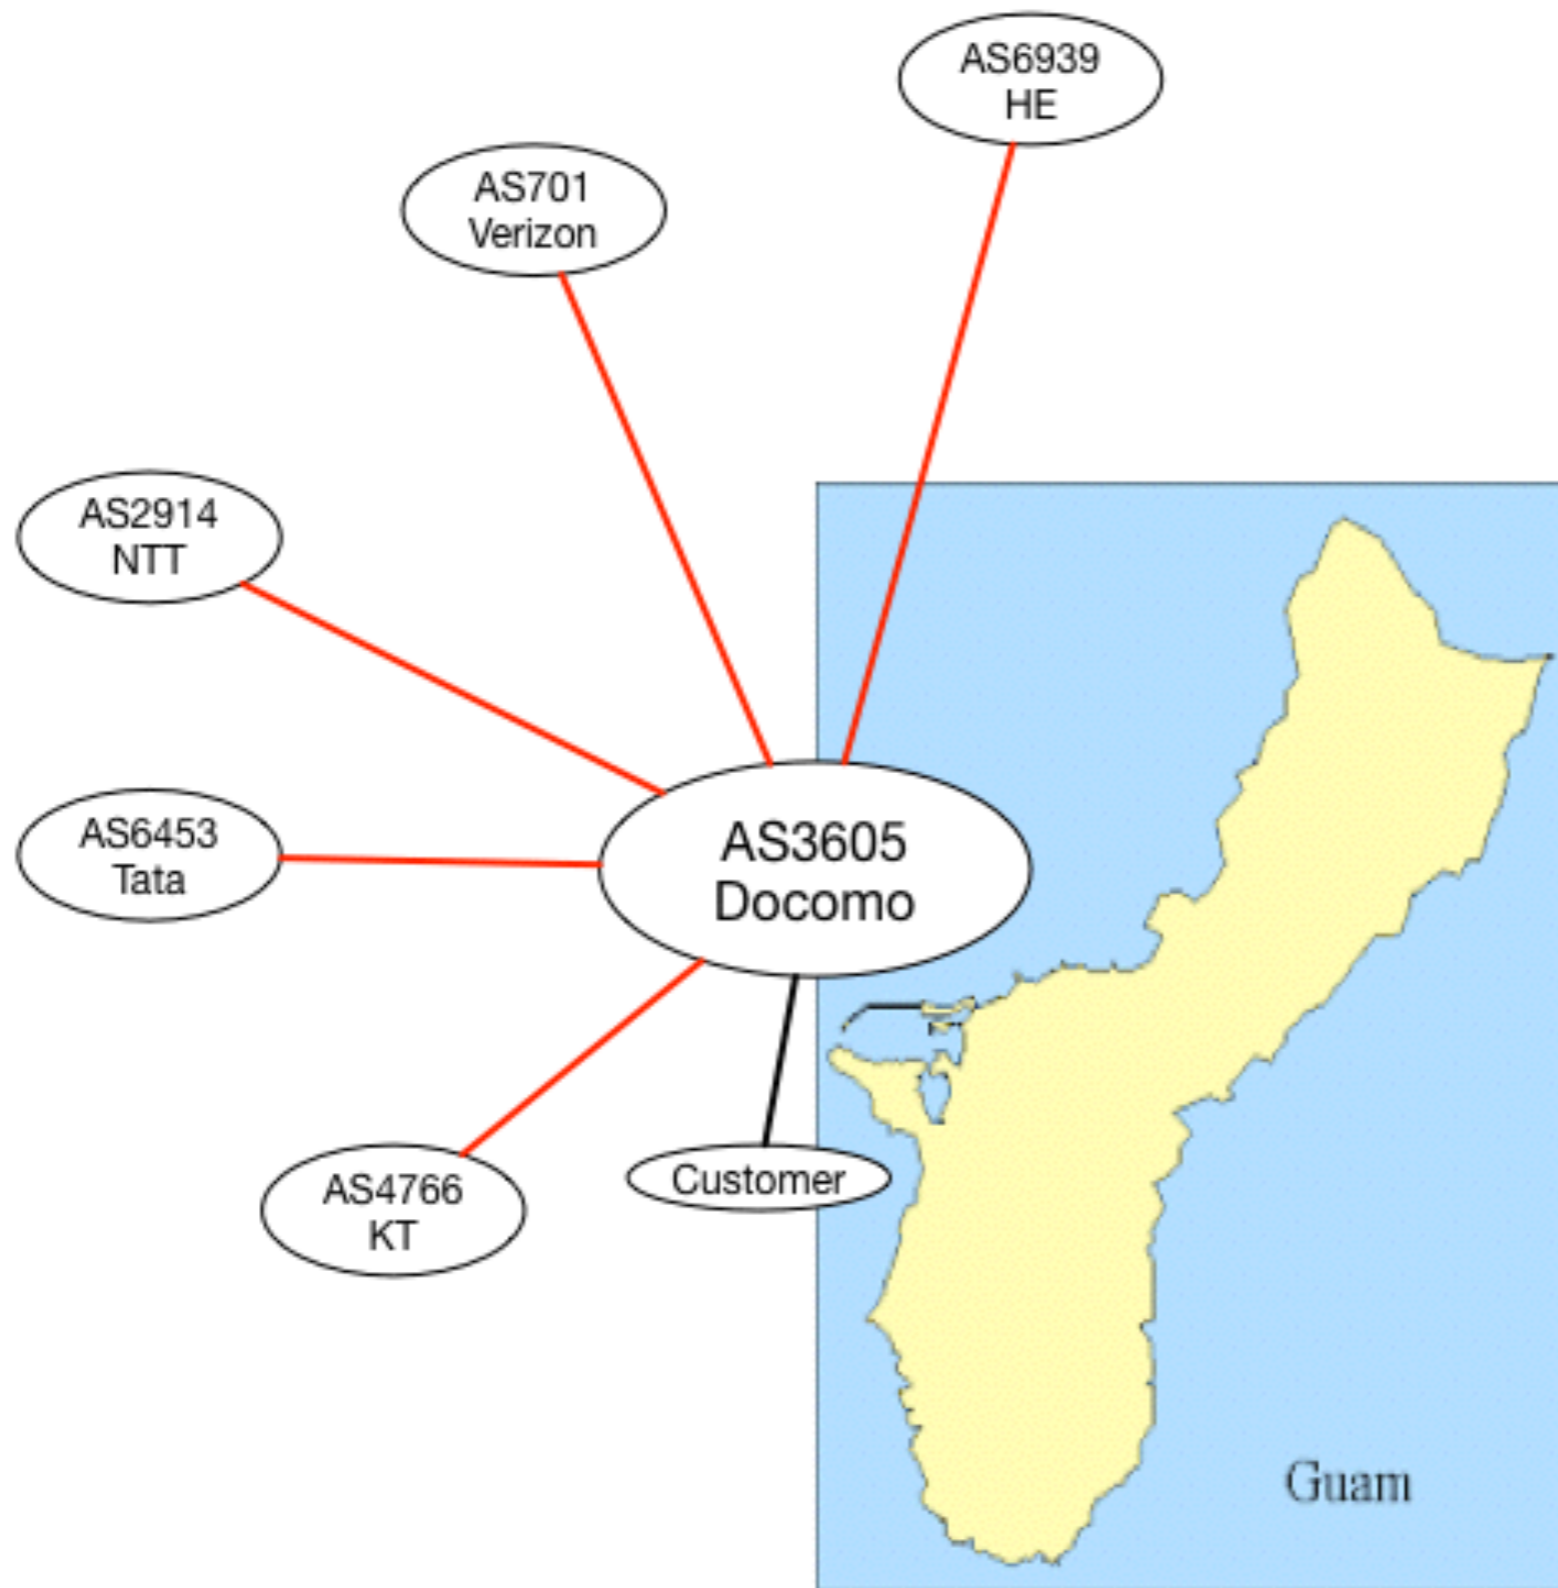 AS6939
HE
AS701
Verizon
AS2914
NTT
AS6453
Tata
AS3605
Docomo
AS4766
KT
Customer
Guam